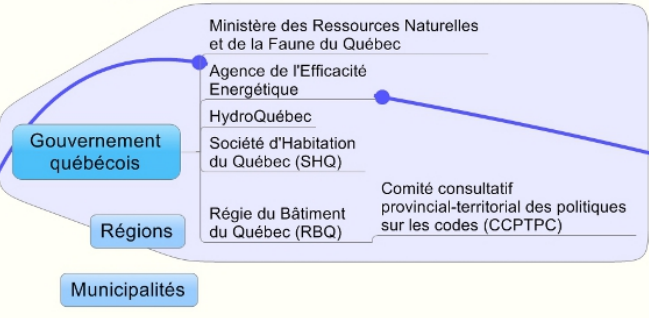 Ministère des Ressources Naturelles
et de la Faune du Québec
Agence de l'Efficacité
Energétique
HydroQuébec
Gouvernement
québécois
Société d'Habitation
du Québec (SHQ)
Régie du Bâtiment
du Québec (RBQ)
Comité consultatif
provincial-territorial des politiques
sur les codes (CCPTPC)
Régions
Municipalités